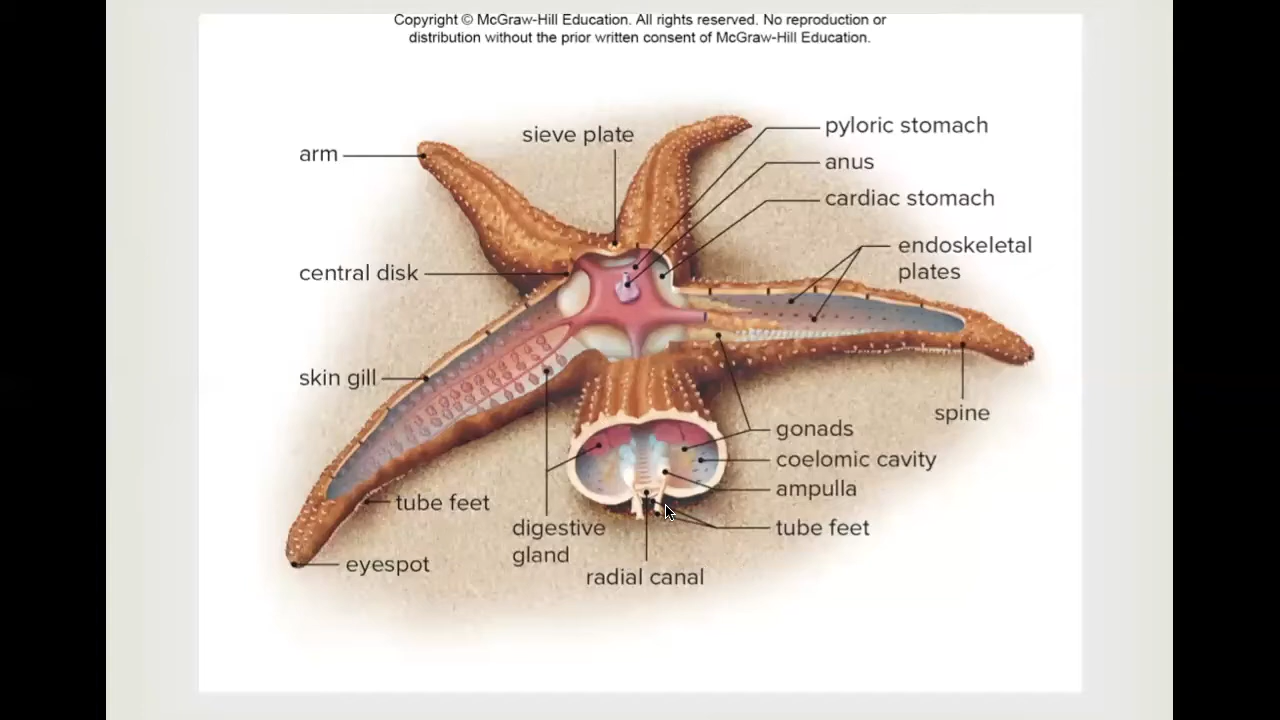 Copyright © McGraw-Hill Education. All rights reserved. No reproduction or
distribution without the prior written consent of McGraw-Hill Education.
pyloric stomach
sieve plate
arm
anus
cardiac stomach
endoskeletal
plates
central disk
skin gill
spine
gonads
coelomic cavity
ampulla
tube feet
digestive
gland
tube feet
eyespot
radial canal